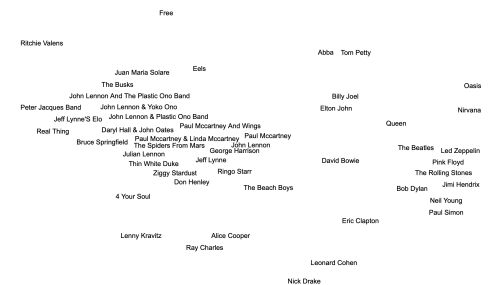 Free
Ritchie Valens
Abba
Tom Petty
Juan Maria Solare
Eels
The Busks
Oasis
John Lennon And The Plastic Ono Band
Billy Joel
Peter Jacques Band
John Lennon & Yoko Ono
Elton John
Nirvana
Jeff Lynne'S Elo
John Lennon & Plastic Ono Band
Queen
Real Thing
Daryl Hall & John Oates
Paul Mccartney And Wings
Bruce Springfield
Paul Mccartney & Linda Mccartney
Paul Mccartney
The Spiders From Mars
John Lennon
The Beatles
Led Zeppelin
Julian Lennon
George Harrison
Thin White Duke
Jeff Lynne
David Bowie
Pink Floyd
Ziggy Stardust
Ringo Starr
The Rolling Stones
Don Henley
The Beach Boys
Bob Dylan
Jimi Hendrix
4 Your Soul
Neil Young
Paul Simon
Eric Clapton
Lenny Kravitz
Alice Cooper
Ray Charles
Leonard Cohen
Nick Drake